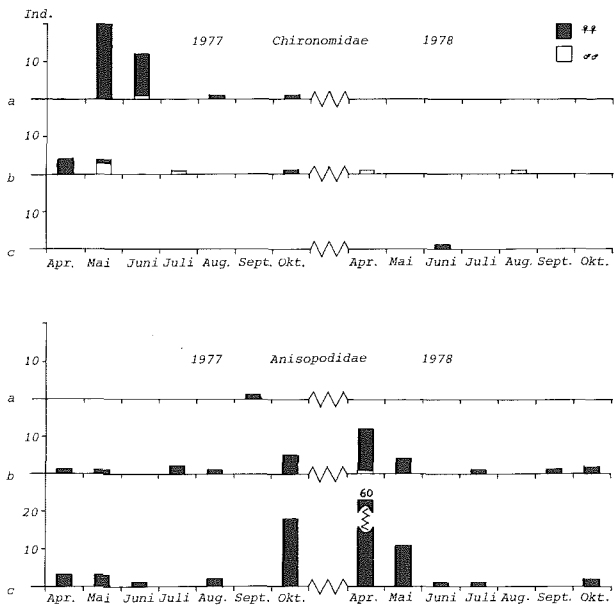 Ind.
1977 Chironomidae 1978
♀♀
♂♂
10
a
10
b
10
c
Apr. Mai Juni Juli Aug. Sept. Okt. Apr. Mai Juni Juli Aug. Sept. Okt.
1977 Anisopodidae 1978
10
a
10
b
60
20
10
c
Apr. Mai Juni Juli Aug. Sept. Okt. Apr. Mai Juni Juli Aug. Sept. Okt.